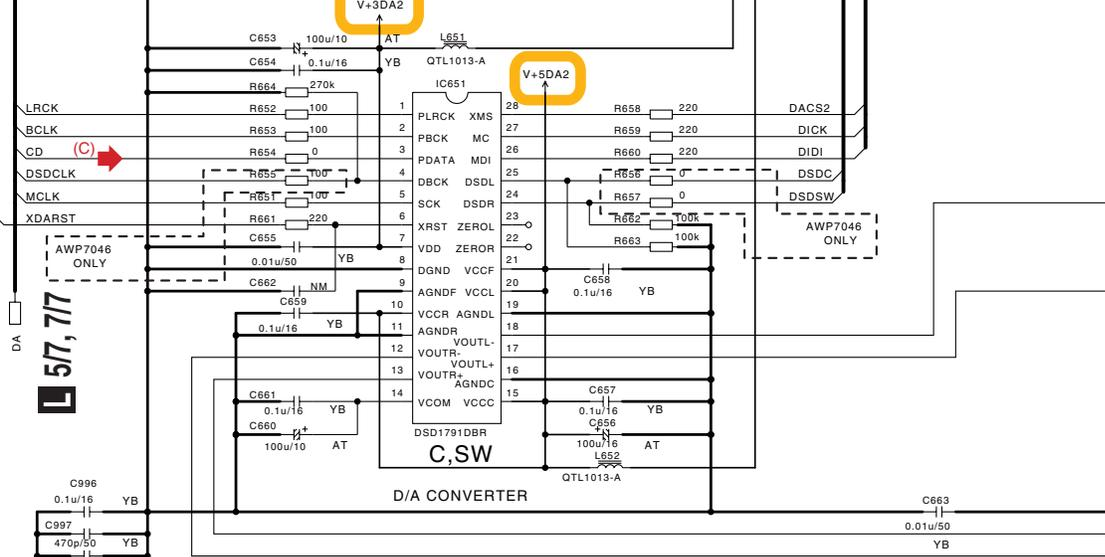 V+3DA2
C653 100u/10 AT L651
C654 0.1u/16 YB QTL1013-A
V+5DA2
R664 270k IC651
LRCK R652 100 1 PLRCK XMS 28 R658 220 DACS2
BCLK R653 100 2 PBCK MC 27 R659 220 DICK
CD (C) R654 0 3 PDATA MDI 26 R660 220 DIDI
DSDCLK R655 100 4 DBCK DSDL 25 R656 0 DSDC
MCLK R651 100 5 SCK DSDR 24 R657 0 DSDSW
XDARST R661 220 6 XRST ZEROL 23 R662 100k
AWP7046 ONLY
C655 0.01u/50 YB 7 VDD ZEROR 22 R663 100k
AWP7046 ONLY
8 DGND VCCF 21 C658 0.1u/16 YB
C662 NM 9 AGNDF VCCL 20
C659 0.1u/16 YB 10 VCCR AGNDL 19
11 AGNDR VOUTL- 18
12 VOUTR- VOUTL+ 17
13 VOUTR+ AGNDC 16
C661 0.1u/16 YB 14 VCOM VCCC 15 C657 0.1u/16 YB
C660 100u/10 AT DSD1791DBR C656 100u/16 AT
C,SW
L652
QTL1013-A
DA
L 5/7, 7/7
D/A CONVERTER
C996
0.1u/16 YB
C997
470p/50 YB
C663
0.01u/50
YB